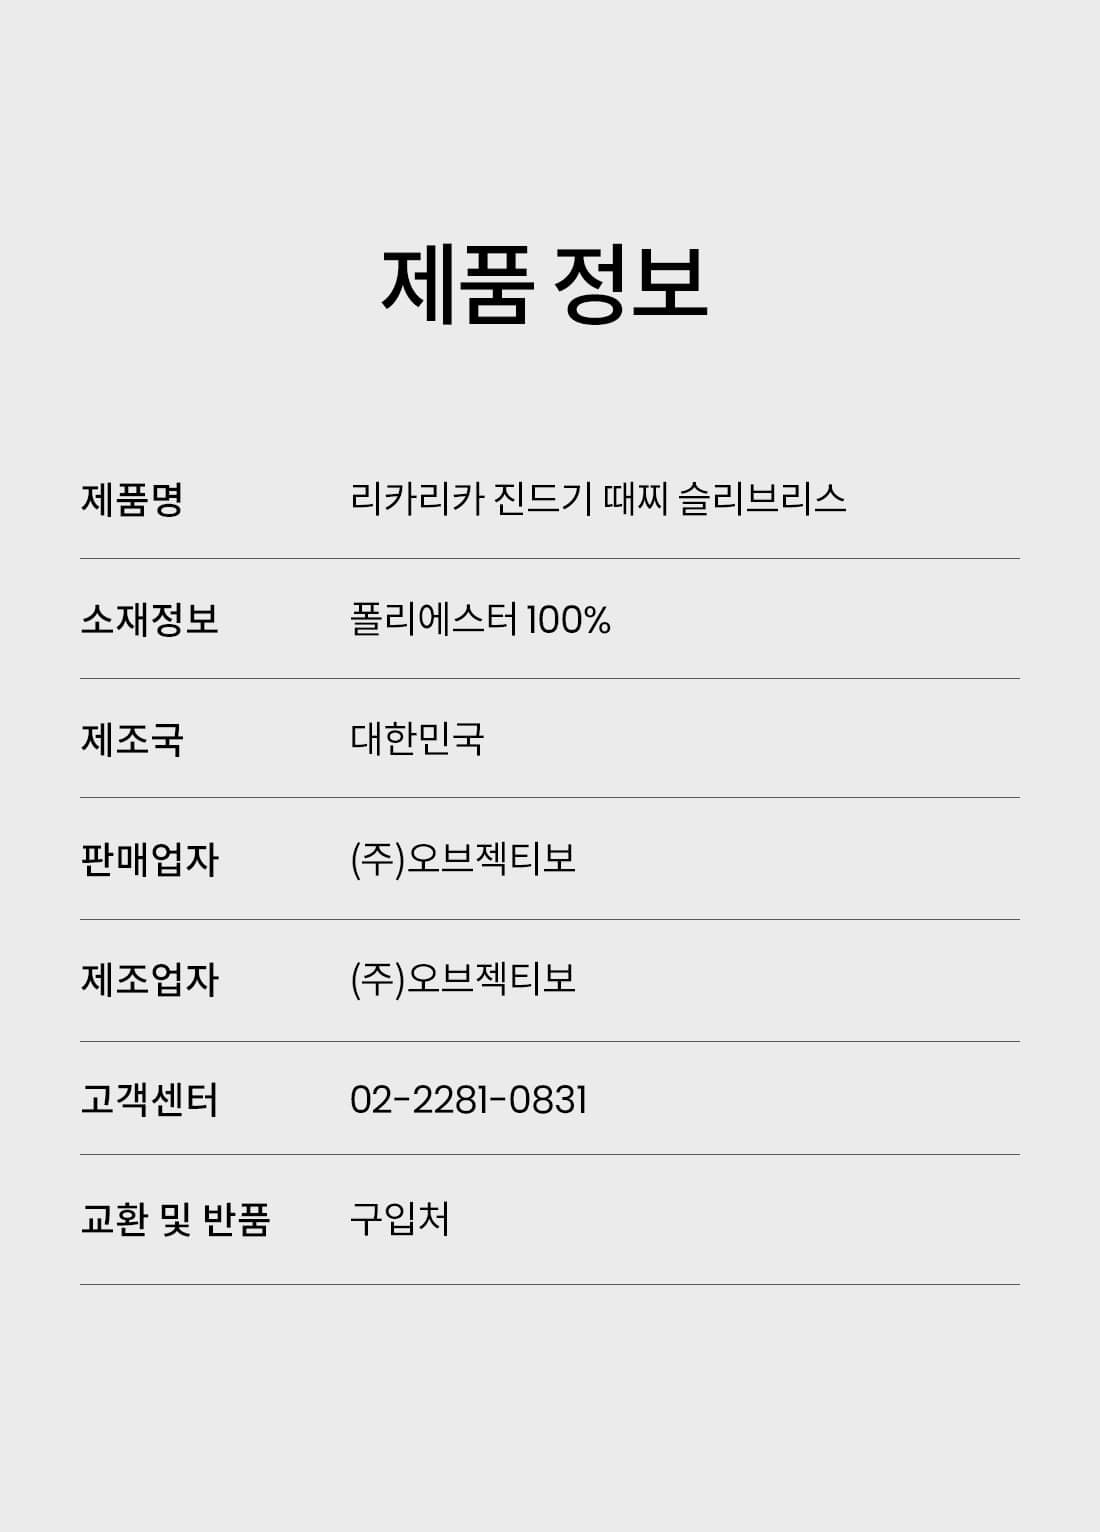 제품 정보
제품명 리카리카 진드기 때찌 슬리브리스
소재정보 폴리에스터 100%
제조국 대한민국
판매업자 (주)오브젝티보
제조업자 (주)오브젝티보
고객센터 02-2281-0831
교환 및 반품 구입처